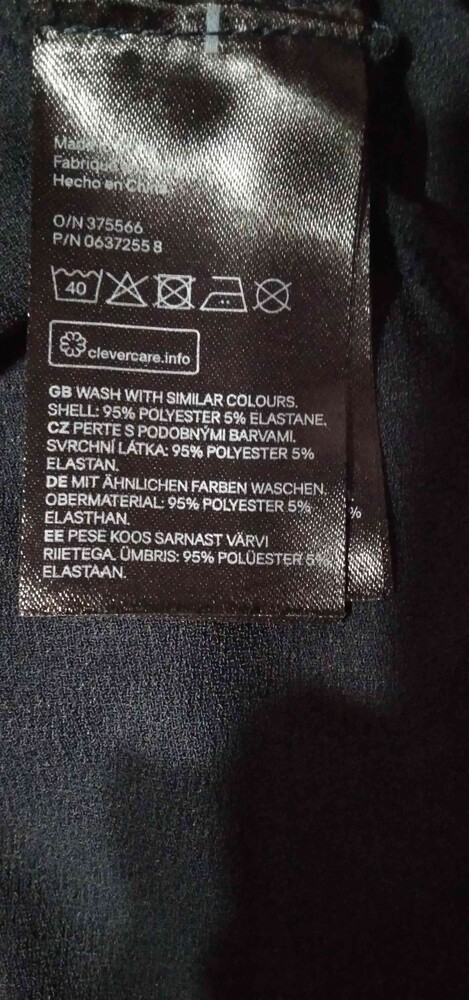 Made
Fabriqué
Hecho en China
O/N 375566
P/N 0637255 8
40
clevercare.info
GB WASH WITH SIMILAR COLOURS.
SHELL: 95% POLYESTER 5% ELASTANE.
CZ PERTE S PODOBNÝMI BARVAMI.
SVRCHNÍ LÁTKA: 95% POLYESTER 5%
ELASTAN.
DE MIT ÄHNLICHEN FARBEN WASCHEN.
OBERMATERIAL: 95% POLYESTER 5%
ELASTHAN.
EE PESE KOOS SARNAST VÄRVI
RIIETEGA. ÜMBRIS: 95% POLÜESTER 5%
ELASTAAN.
%